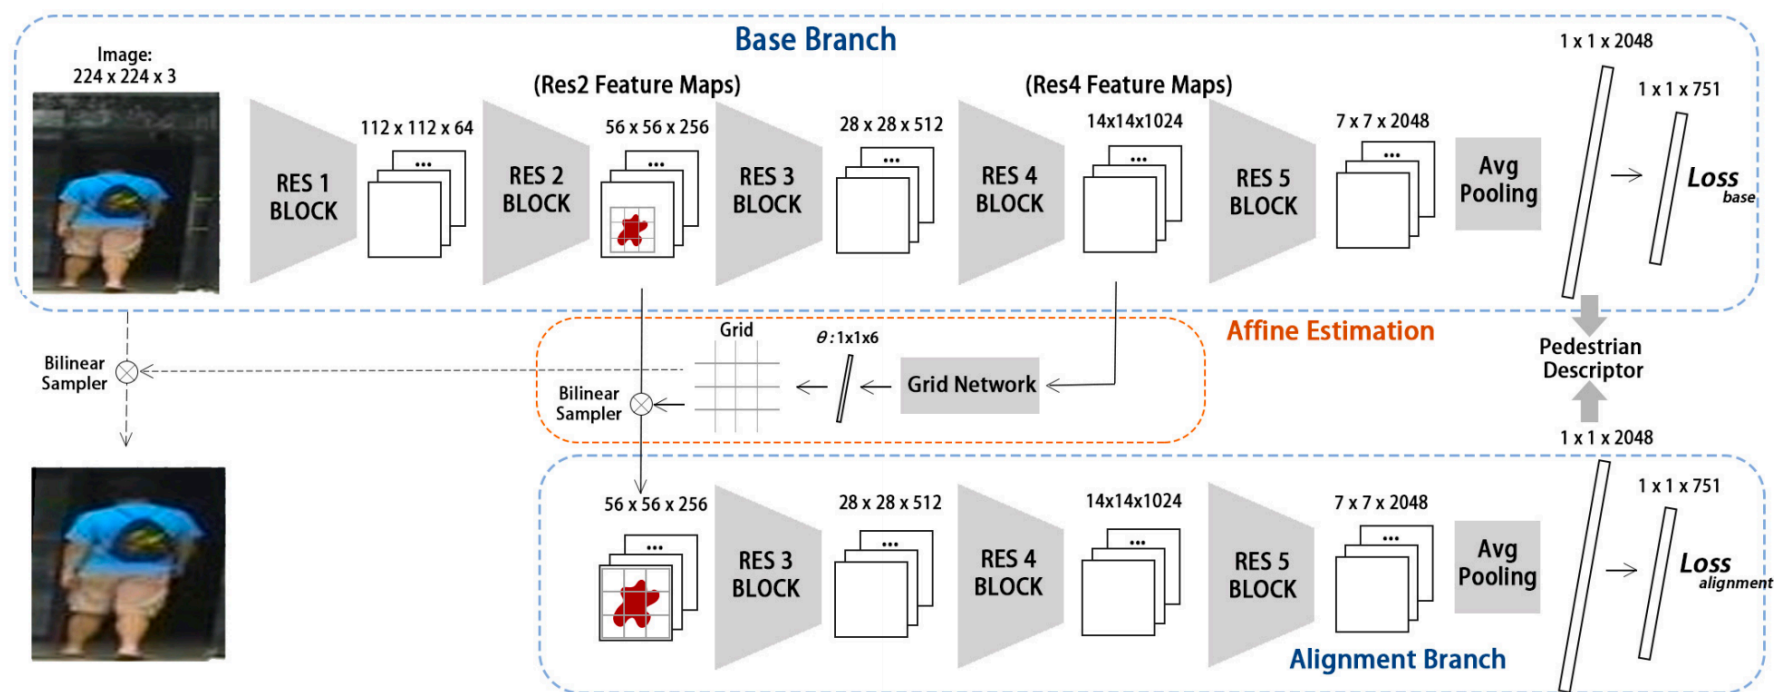 Base Branch
Image:
224 x 224 x 3
(Res2 Feature Maps)
(Res4 Feature Maps)
1 x 1 x 2048
1 x 1 x 751
112 x 112 x 64
56 x 56 x 256
28 x 28 x 512
14x14x1024
7 x 7 x 2048
RES 1
BLOCK
...
RES 2
BLOCK
...
RES 3
BLOCK
...
RES 4
BLOCK
...
RES 5
BLOCK
...
Avg
Pooling
Loss
base
Affine Estimation
Grid
θ : 1x1x6
Grid Network
Bilinear
Sampler
Bilinear
Sampler
Pedestrian
Descriptor
1 x 1 x 2048
1 x 1 x 751
56 x 56 x 256
28 x 28 x 512
14x14x1024
7 x 7 x 2048
...
RES 3
BLOCK
...
RES 4
BLOCK
...
RES 5
BLOCK
...
Avg
Pooling
Loss
alignment
Alignment Branch